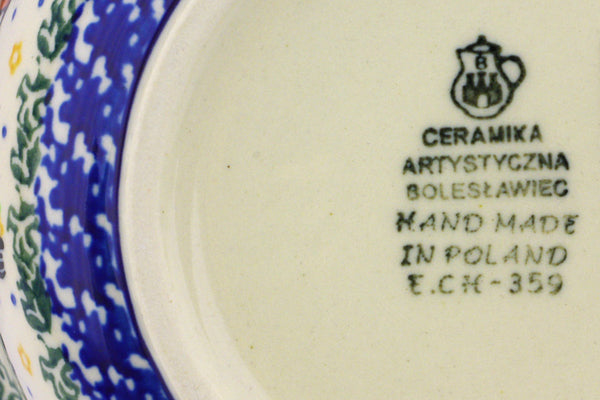 B
CERAMIKA
ARTYSTYCZNA
BOLESŁAWIEC
HAND MADE
IN POLAND
E.CH-359